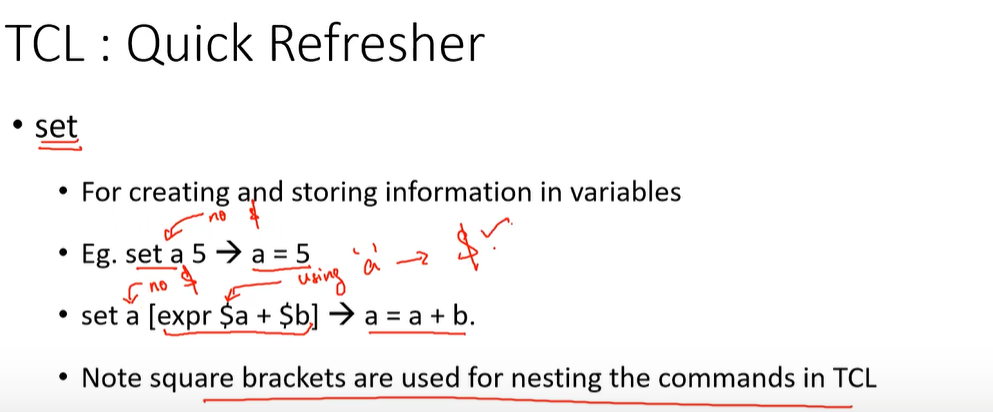 TCL : Quick Refresher
• set
• For creating and storing information in variables
no $
• Eg. set a 5 → a = 5
'a' → $ ✓
no $
using
• set a [expr $a + $b] → a = a + b.
• Note square brackets are used for nesting the commands in TCL